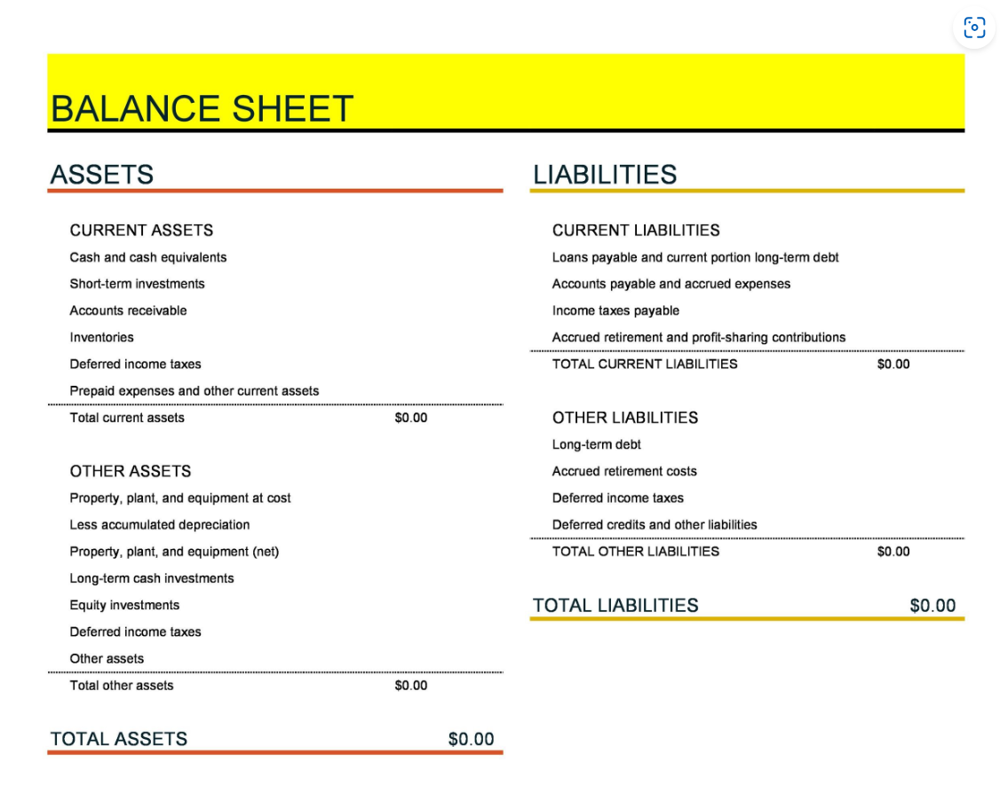 BALANCE SHEET
ASSETS
CURRENT ASSETS
Cash and cash equivalents
Short-term investments
Accounts receivable
Inventories
Deferred income taxes
Prepaid expenses and other current assets
Total current assets $0.00
OTHER ASSETS
Property, plant, and equipment at cost
Less accumulated depreciation
Property, plant, and equipment (net)
Long-term cash investments
Equity investments
Deferred income taxes
Other assets
Total other assets $0.00
TOTAL ASSETS $0.00
LIABILITIES
CURRENT LIABILITIES
Loans payable and current portion long-term debt
Accounts payable and accrued expenses
Income taxes payable
Accrued retirement and profit-sharing contributions
TOTAL CURRENT LIABILITIES $0.00
OTHER LIABILITIES
Long-term debt
Accrued retirement costs
Deferred income taxes
Deferred credits and other liabilities
TOTAL OTHER LIABILITIES $0.00
TOTAL LIABILITIES $0.00